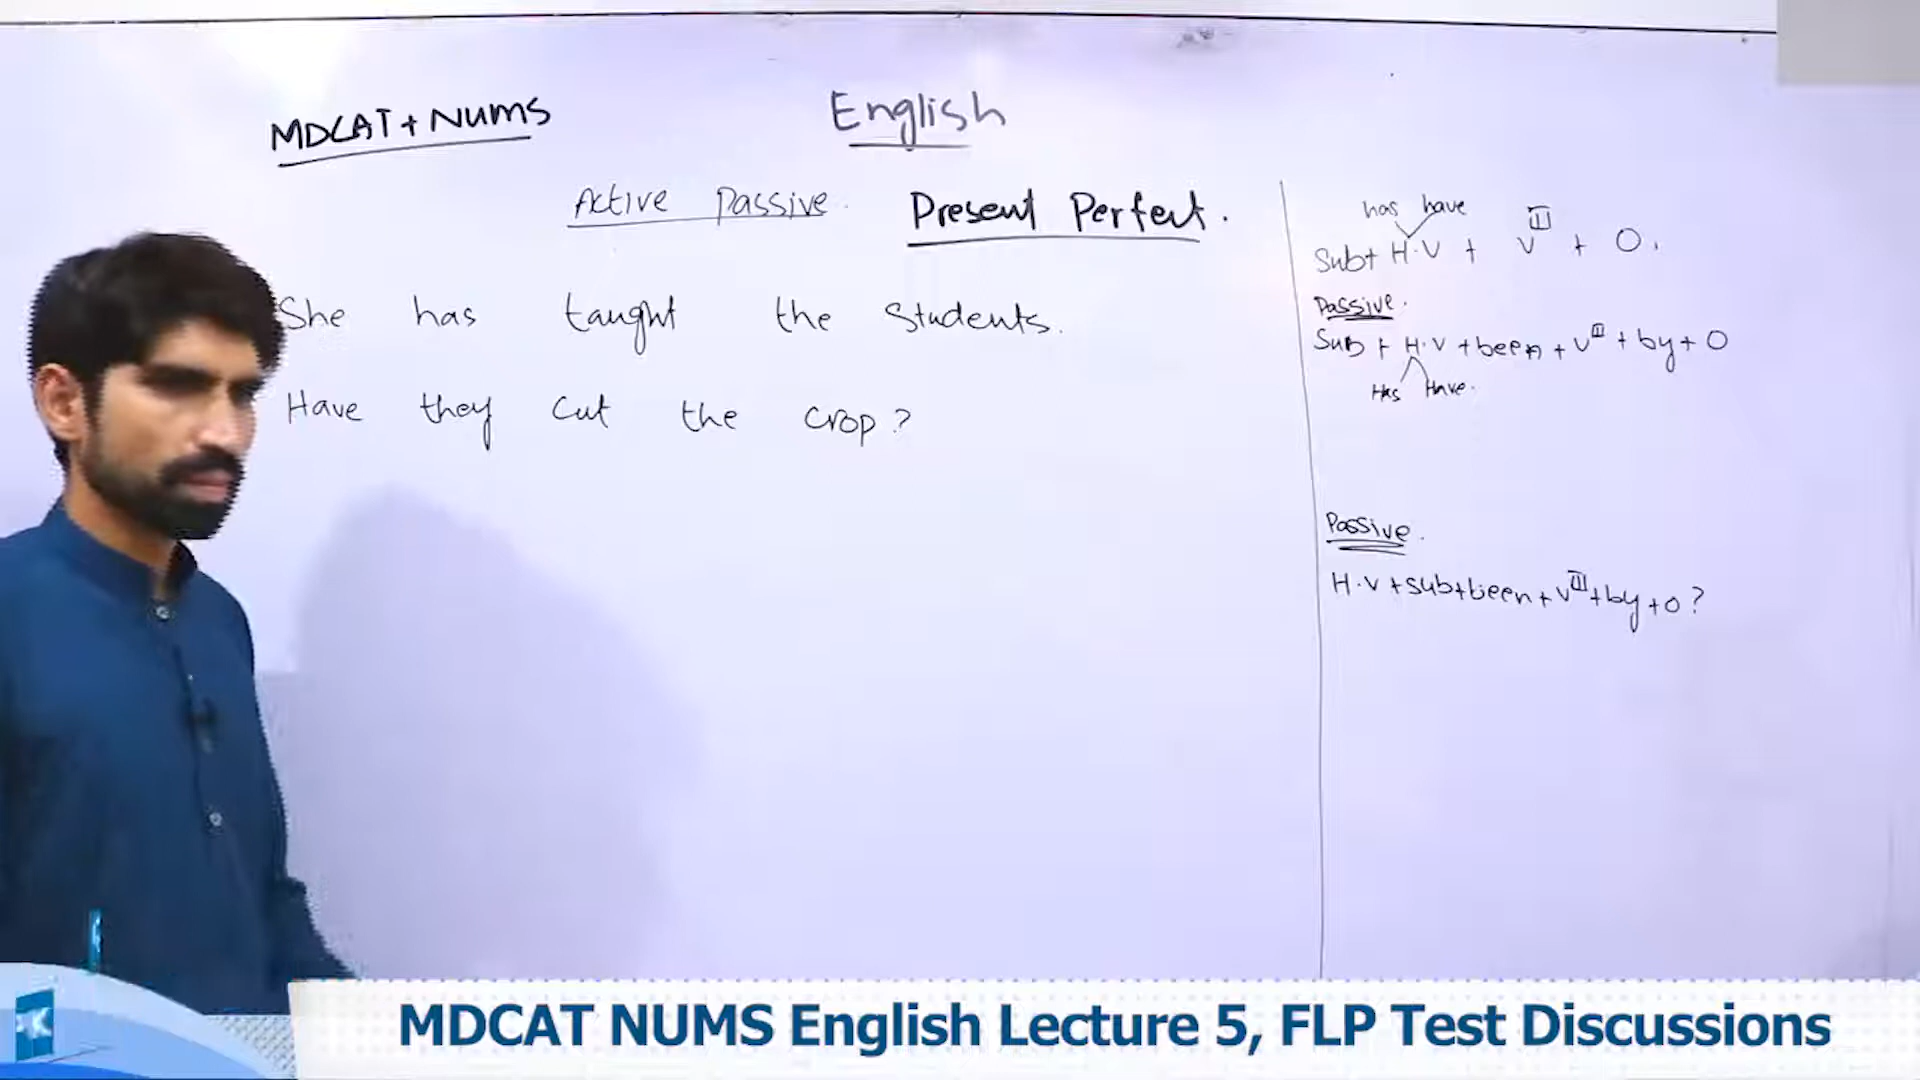 MDCAT + NUMS
English
Active Passive. Present Perfect.
She has taught the students.
Have they cut the crop?
has have
Sub + H.V + V III + O.
Passive.
Sub + H.V + been + V III + by + O
Has Have.
Passive.
H.V + sub + been + V III + by + O?
MDCAT NUMS English Lecture 5, FLP Test Discussions